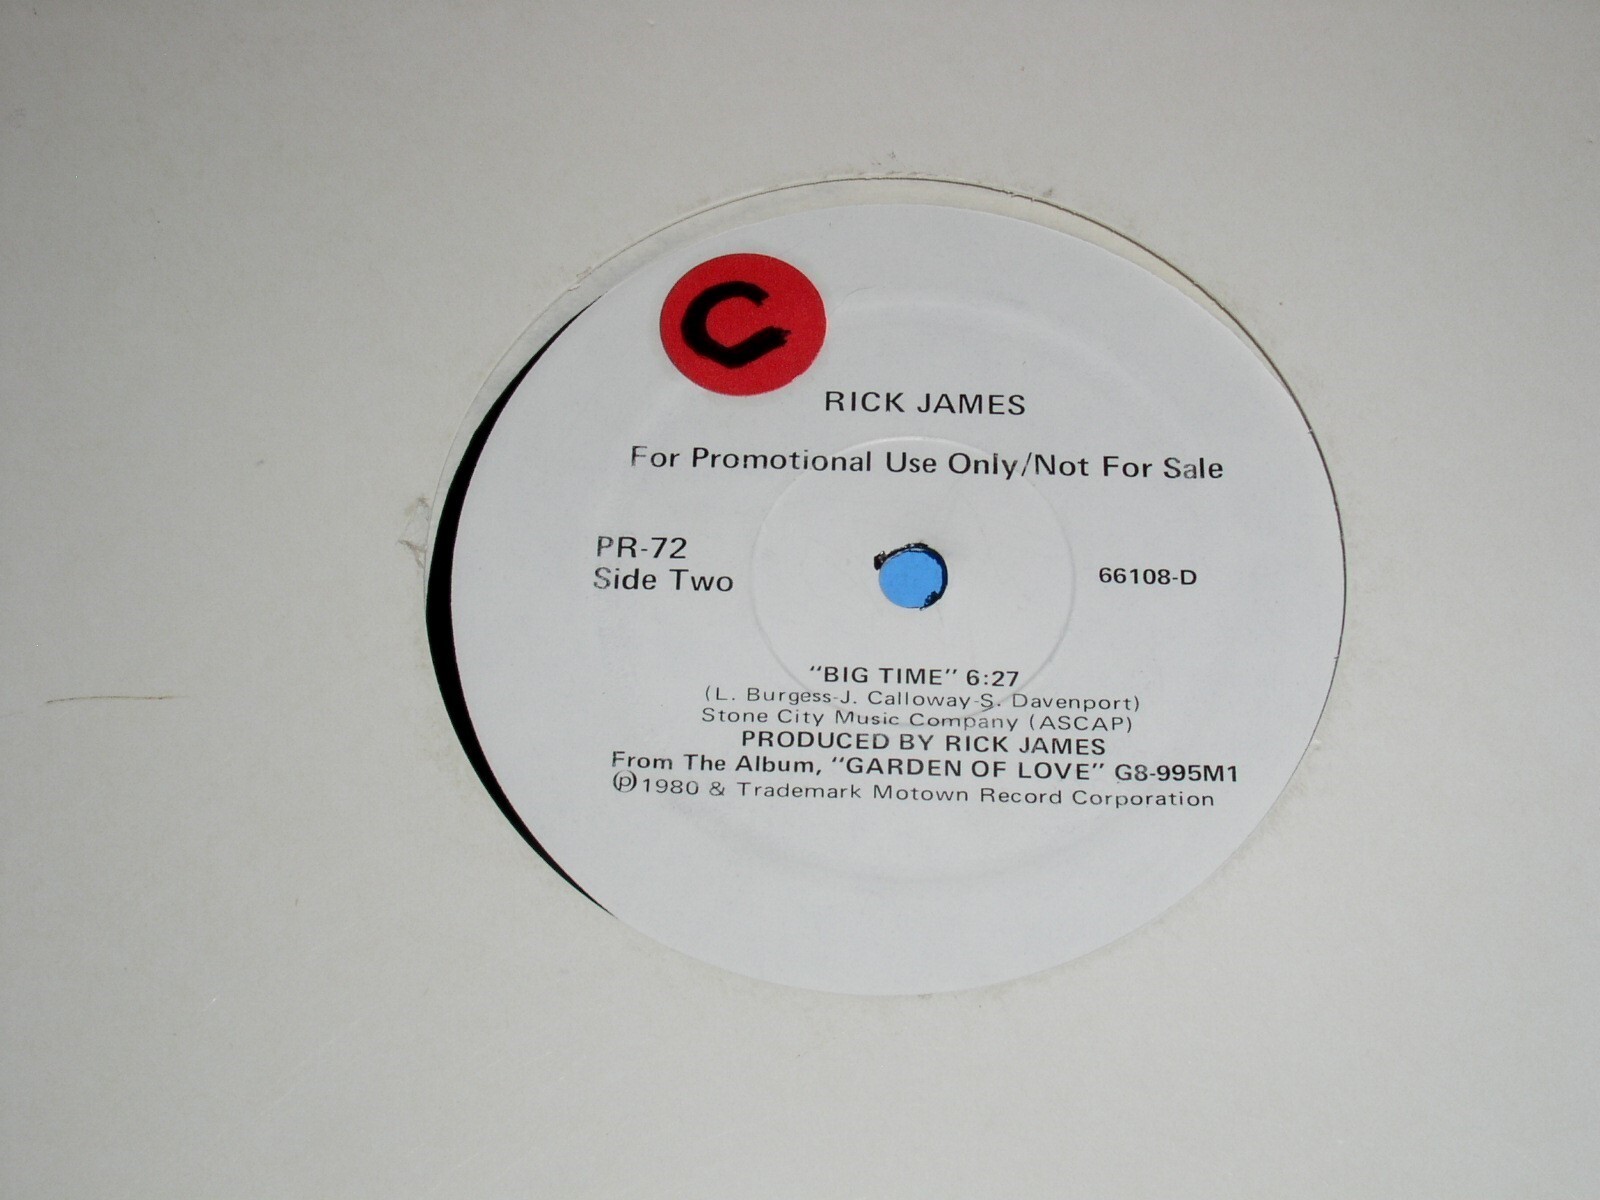 C
RICK JAMES
For Promotional Use Only/Not For Sale
PR-72
Side Two
66108-D
"BIG TIME" 6:27
(L. Burgess-J. Calloway-S. Davenport)
Stone City Music Company (ASCAP)
PRODUCED BY RICK JAMES
From The Album, "GARDEN OF LOVE" G8-995M1
℗1980 & Trademark Motown Record Corporation